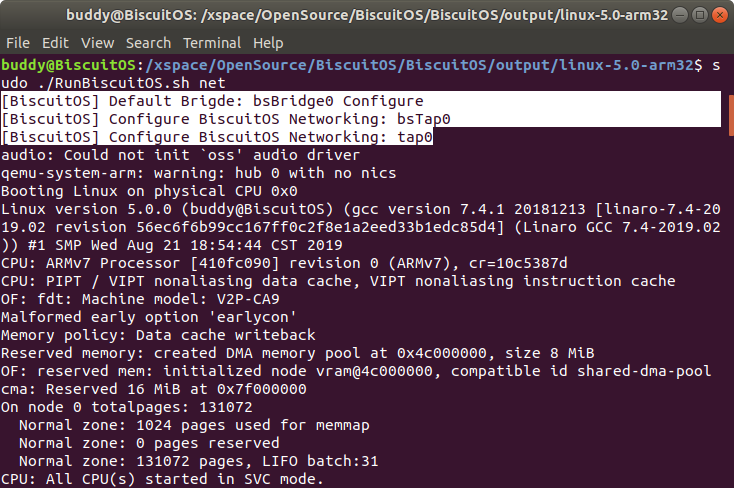 buddy@BiscuitOS: /xspace/OpenSource/BiscuitOS/BiscuitOS/output/linux-5.0-arm32
File Edit View Search Terminal Help
buddy@BiscuitOS:/xspace/OpenSource/BiscuitOS/BiscuitOS/output/linux-5.0-arm32$ s
udo ./RunBiscuitOS.sh net
[BiscuitOS] Default Brigde: bsBridge0 Configure
[BiscuitOS] Configure BiscuitOS Networking: bsTap0
[BiscuitOS] Configure BiscuitOS Networking: tap0
audio: Could not init `oss' audio driver
qemu-system-arm: warning: hub 0 with no nics
Booting Linux on physical CPU 0x0
Linux version 5.0.0 (buddy@BiscuitOS) (gcc version 7.4.1 20181213 [linaro-7.4-20
19.02 revision 56ec6f6b99cc167ff0c2f8e1a2eed33b1edc85d4] (Linaro GCC 7.4-2019.02
)) #1 SMP Wed Aug 21 18:54:44 CST 2019
CPU: ARMv7 Processor [410fc090] revision 0 (ARMv7), cr=10c5387d
CPU: PIPT / VIPT nonaliasing data cache, VIPT nonaliasing instruction cache
OF: fdt: Machine model: V2P-CA9
Malformed early option 'earlycon'
Memory policy: Data cache writeback
Reserved memory: created DMA memory pool at 0x4c000000, size 8 MiB
OF: reserved mem: initialized node vram@4c000000, compatible id shared-dma-pool
cma: Reserved 16 MiB at 0x7f000000
On node 0 totalpages: 131072
  Normal zone: 1024 pages used for memmap
  Normal zone: 0 pages reserved
  Normal zone: 131072 pages, LIFO batch:31
CPU: All CPU(s) started in SVC mode.